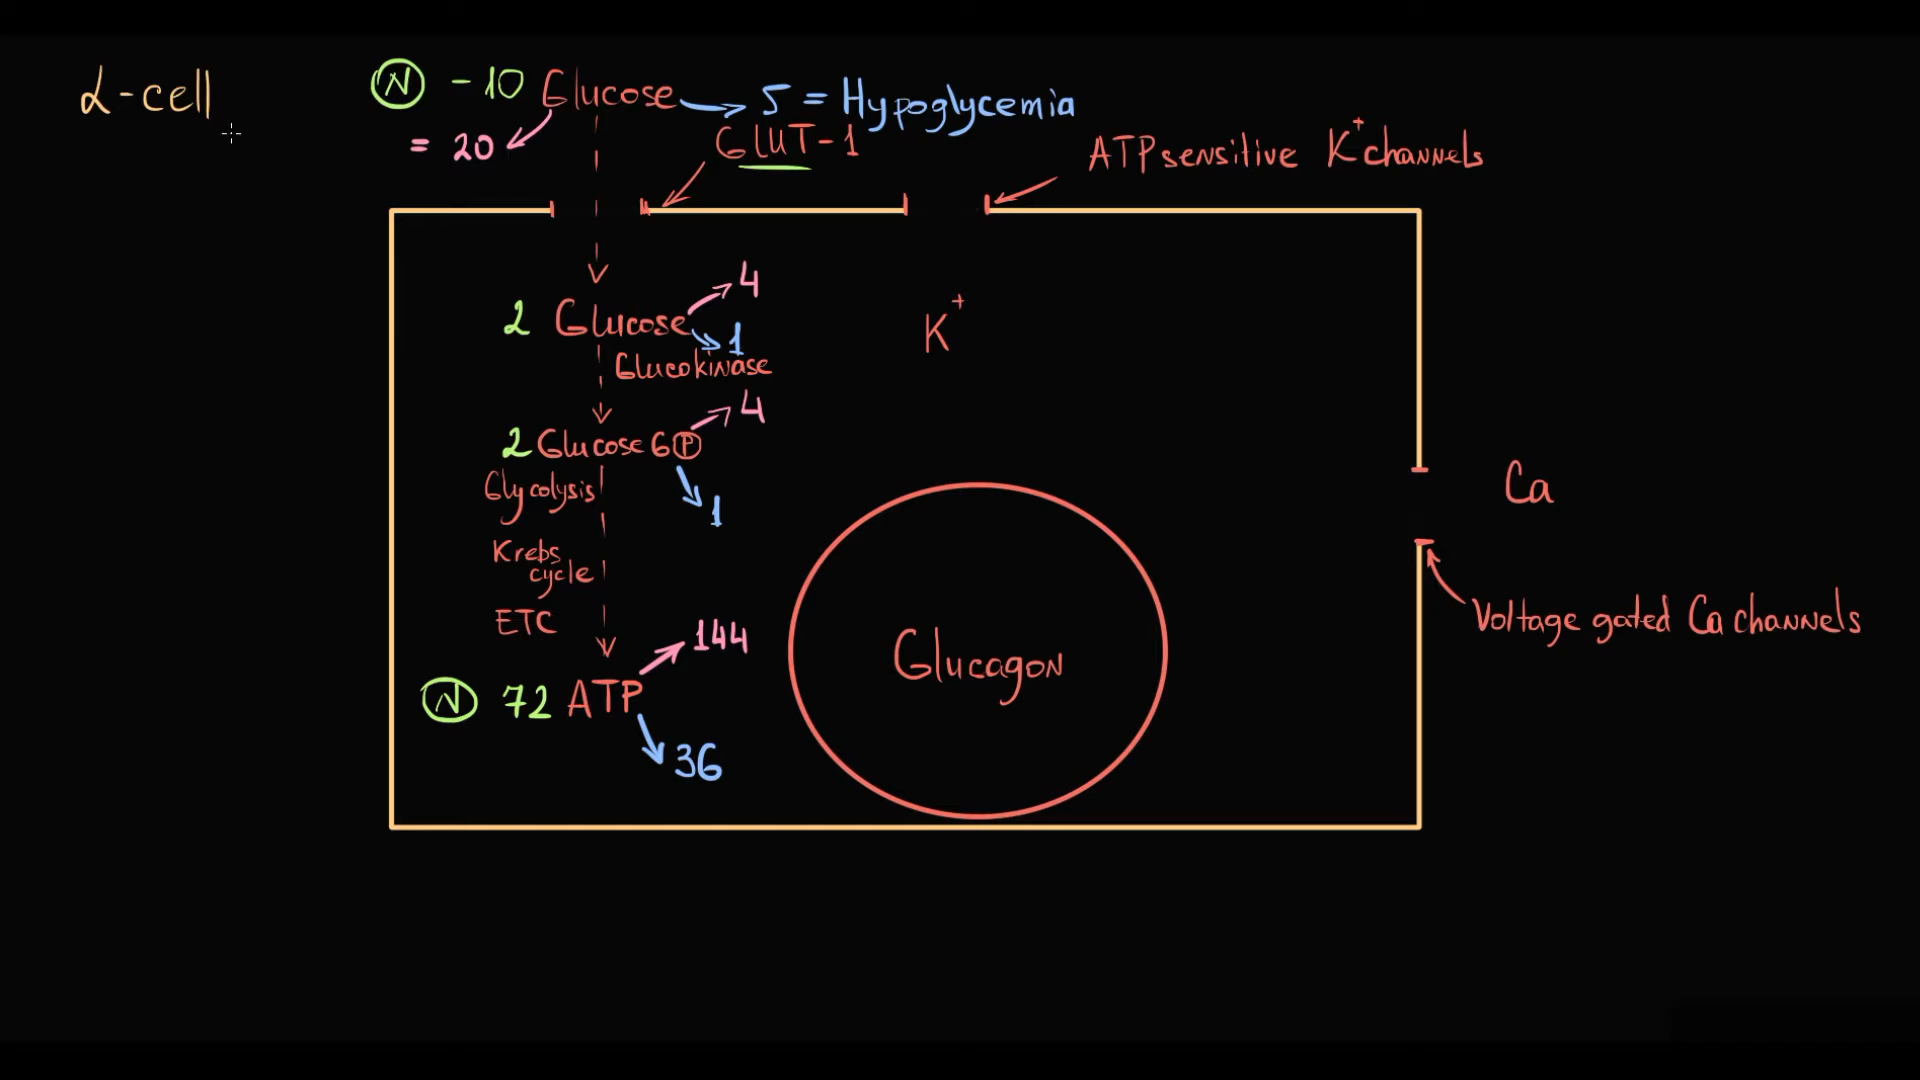 α-cell
Ⓝ - 10 Glucose → 5 = Hypoglycemia
= 20
GLUT-1
ATP sensitive K⁺ channels
4
2 Glucose
1
Glucokinase
K⁺
4
2 Glucose 6 Ⓟ
Glycolysis
1
Krebs
cycle
ETC
144
Ⓝ 72 ATP
36
Glucagon
Ca
Voltage gated Ca channels